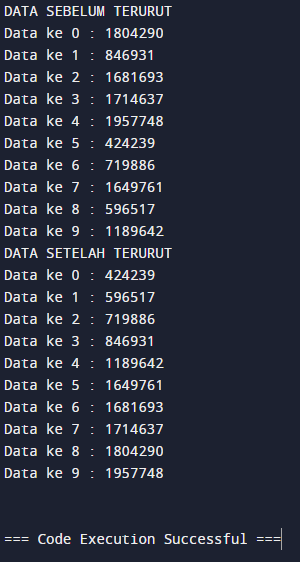 DATA SEBELUM TERURUT
Data ke 0 : 1804290
Data ke 1 : 846931
Data ke 2 : 1681693
Data ke 3 : 1714637
Data ke 4 : 1957748
Data ke 5 : 424239
Data ke 6 : 719886
Data ke 7 : 1649761
Data ke 8 : 596517
Data ke 9 : 1189642
DATA SETELAH TERURUT
Data ke 0 : 424239
Data ke 1 : 596517
Data ke 2 : 719886
Data ke 3 : 846931
Data ke 4 : 1189642
Data ke 5 : 1649761
Data ke 6 : 1681693
Data ke 7 : 1714637
Data ke 8 : 1804290
Data ke 9 : 1957748
=== Code Execution Successful ===